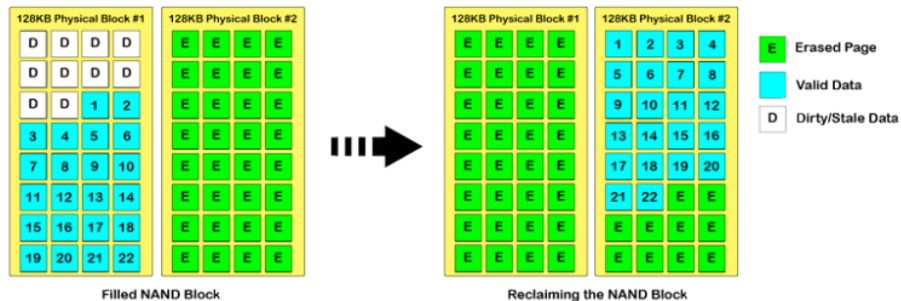 128KB Physical Block #1
D D D D
D D D D
D D 1 2
3 4 5 6
7 8 9 10
11 12 13 14
15 16 17 18
19 20 21 22
128KB Physical Block #2
E E E E
E E E E
E E E E
E E E E
E E E E
E E E E
E E E E
E E E E
Filled NAND Block
128KB Physical Block #1
E E E E
E E E E
E E E E
E E E E
E E E E
E E E E
E E E E
E E E E
128KB Physical Block #2
1 2 3 4
5 6 7 8
9 10 11 12
13 14 15 16
17 18 19 20
21 22 E E
E E E E
E E E E
Reclaiming the NAND Block
E Erased Page
Valid Data
D Dirty/Stale Data